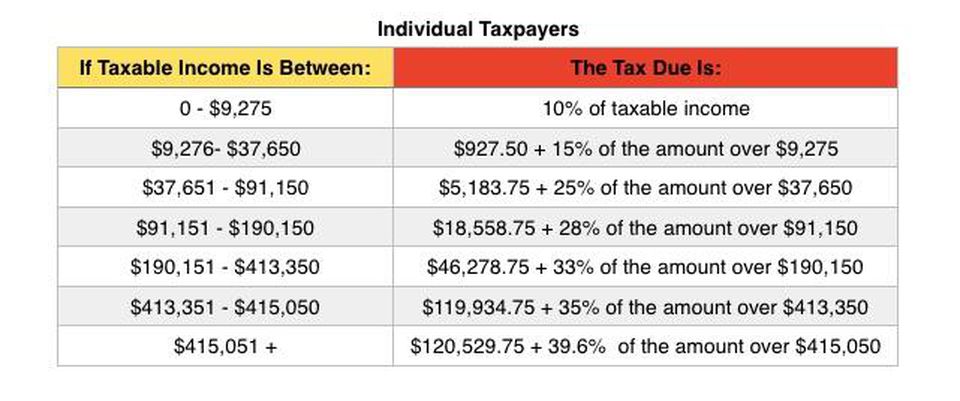 Individual Taxpayers
If Taxable Income Is Between: The Tax Due Is:
0 - $9,275 10% of taxable income
$9,276- $37,650 $927.50 + 15% of the amount over $9,275
$37,651 - $91,150 $5,183.75 + 25% of the amount over $37,650
$91,151 - $190,150 $18,558.75 + 28% of the amount over $91,150
$190,151 - $413,350 $46,278.75 + 33% of the amount over $190,150
$413,351 - $415,050 $119,934.75 + 35% of the amount over $413,350
$415,051 + $120,529.75 + 39.6% of the amount over $415,050